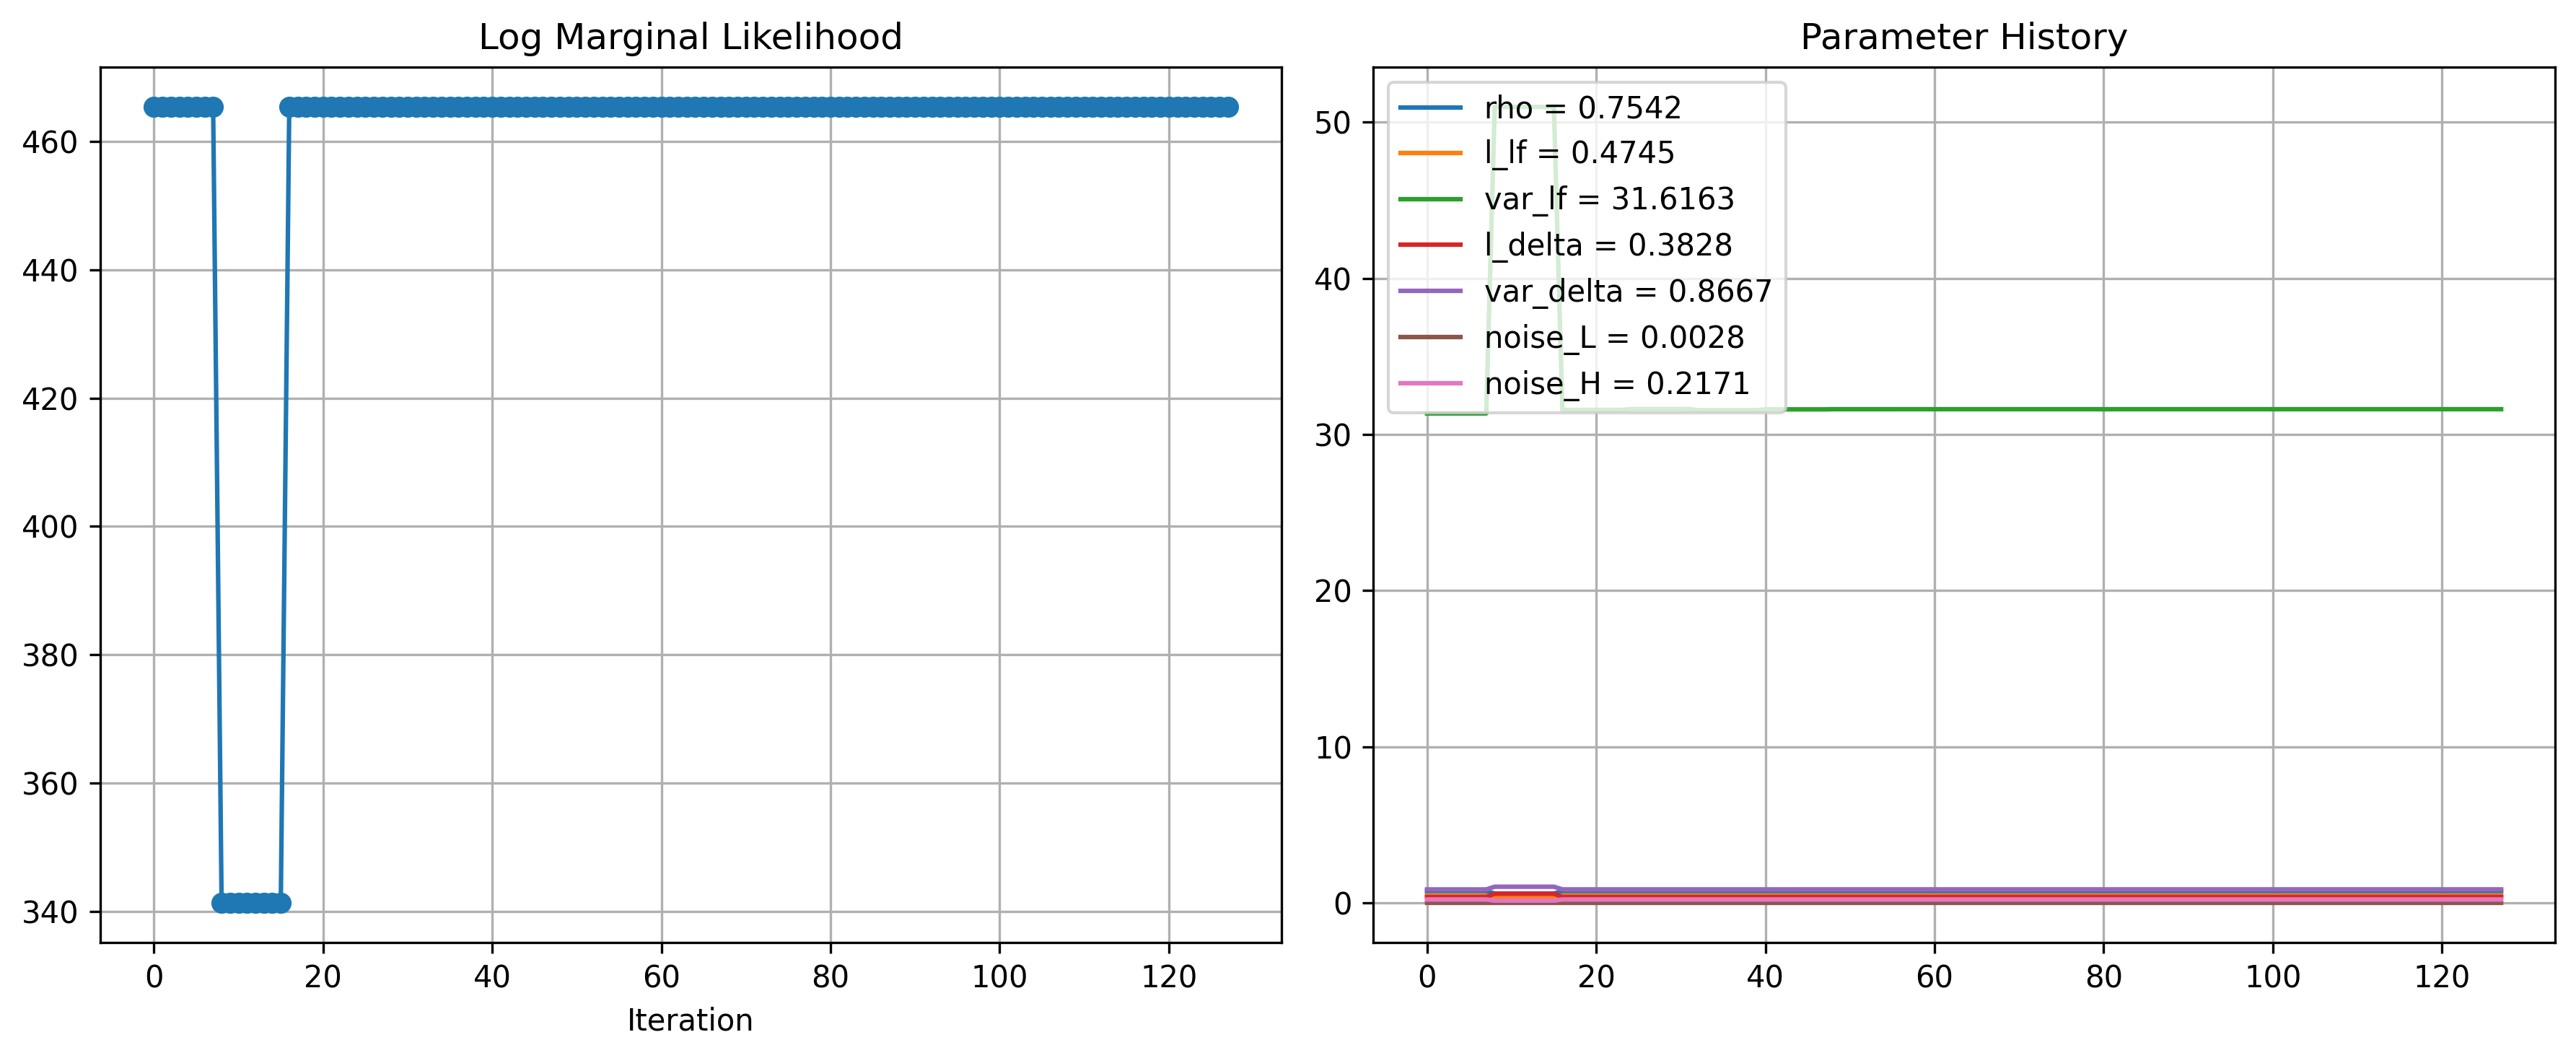 Log Marginal Likelihood
460
440
420
400
380
360
340
0 20 40 60 80 100 120
Iteration
Parameter History
rho = 0.7542
l_lf = 0.4745
var_lf = 31.6163
l_delta = 0.3828
var_delta = 0.8667
noise_L = 0.0028
noise_H = 0.2171
50
40
30
20
10
0
0 20 40 60 80 100 120